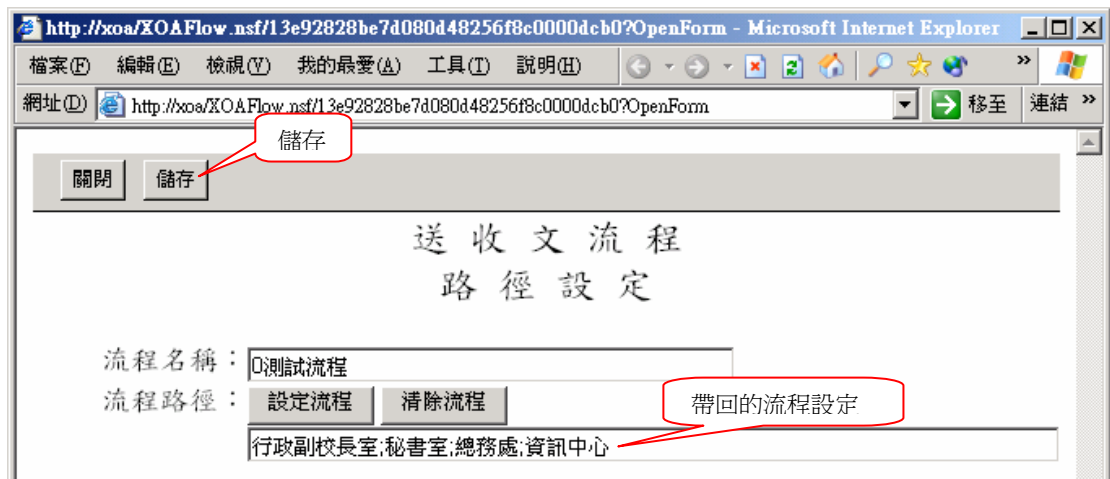 http://xoa/XOAFlow.nsf/13e92828be7d080d48256f8c0000dcb0?OpenForm - Microsoft Internet Explorer
檔案(F) 編輯(E) 檢視(V) 我的最愛(A) 工具(T) 說明(H) »
網址(D) http://xoa/XOAFlow.nsf/13e92828be7d080d48256f8c0000dcb0?OpenForm 移至 連結 »
儲存
關閉 儲存
送收文流程
路徑設定
流程名稱：0測試流程
流程路徑：設定流程 清除流程
帶回的流程設定
行政副校長室;秘書室;總務處;資訊中心